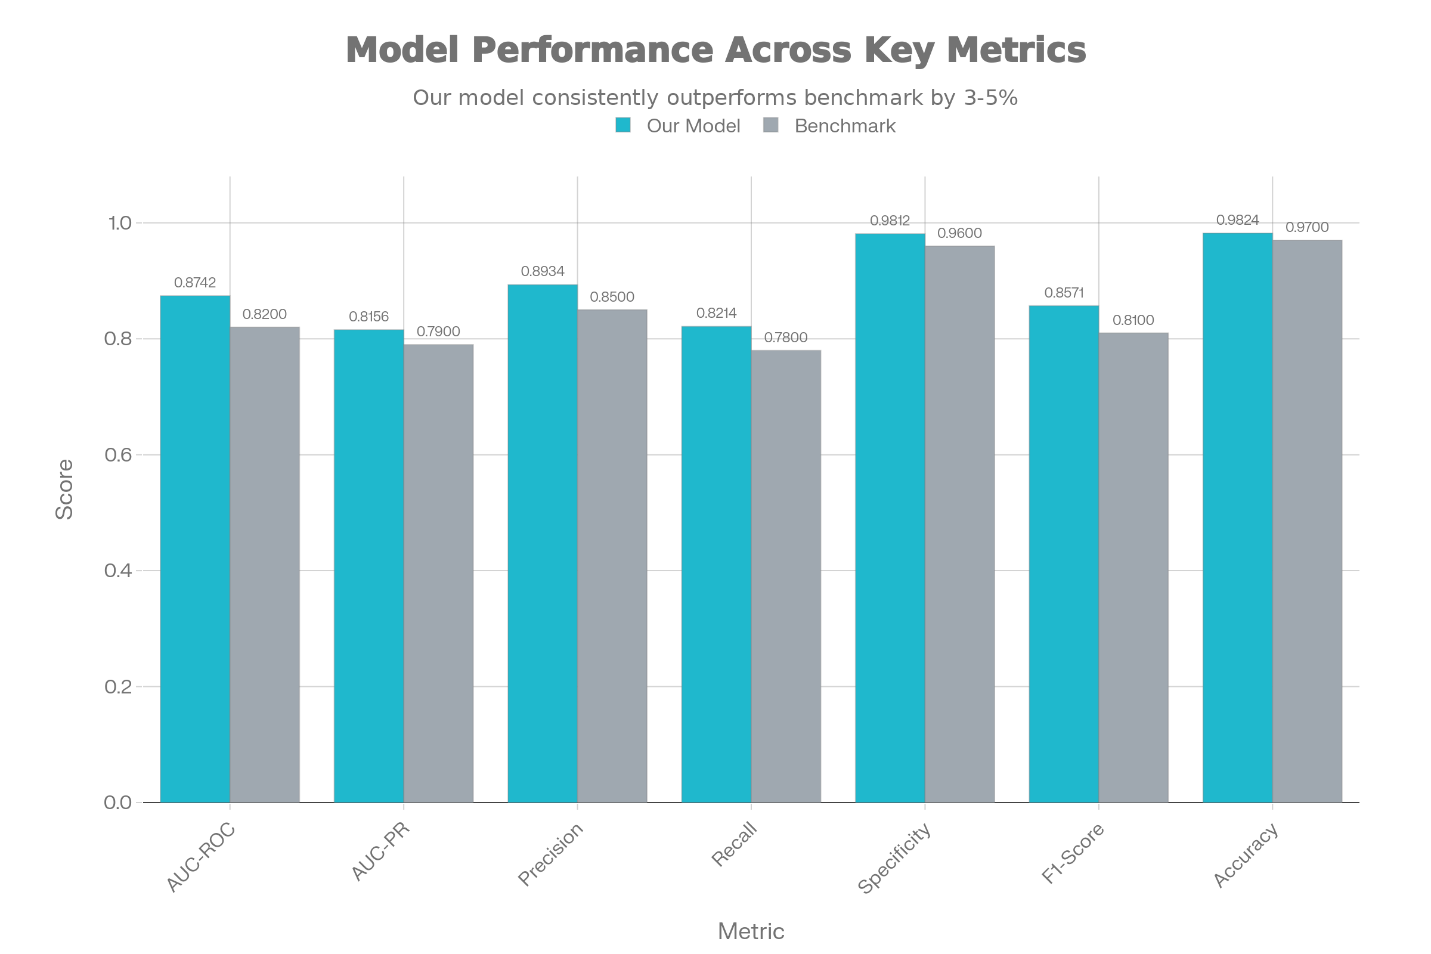 Model Performance Across Key Metrics
Our model consistently outperforms benchmark by 3-5%
Our Model Benchmark
Score
1.0
0.8
0.6
0.4
0.2
0.0
0.8742
0.8200
0.8156
0.7900
0.8934
0.8500
0.8214
0.7800
0.9812
0.9600
0.8571
0.8100
0.9824
0.9700
AUC-ROC
AUC-PR
Precision
Recall
Specificity
F1-Score
Accuracy
Metric